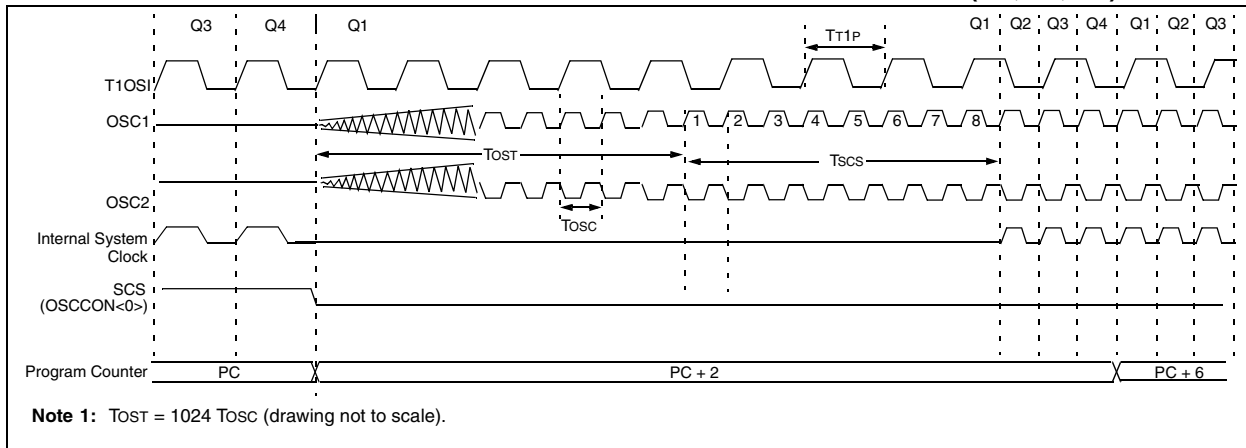 Q3 Q4 Q1 Q1 Q2 Q3 Q4 Q1 Q2 Q3
TT1P
T1OSI
OSC1
1 2 3 4 5 6 7 8
TOST
TSCS
OSC2
TOSC
Internal System
Clock
SCS
(OSCCON<0>)
Program Counter PC PC + 2 PC + 6
Note 1: TOST = 1024 TOSC (drawing not to scale).